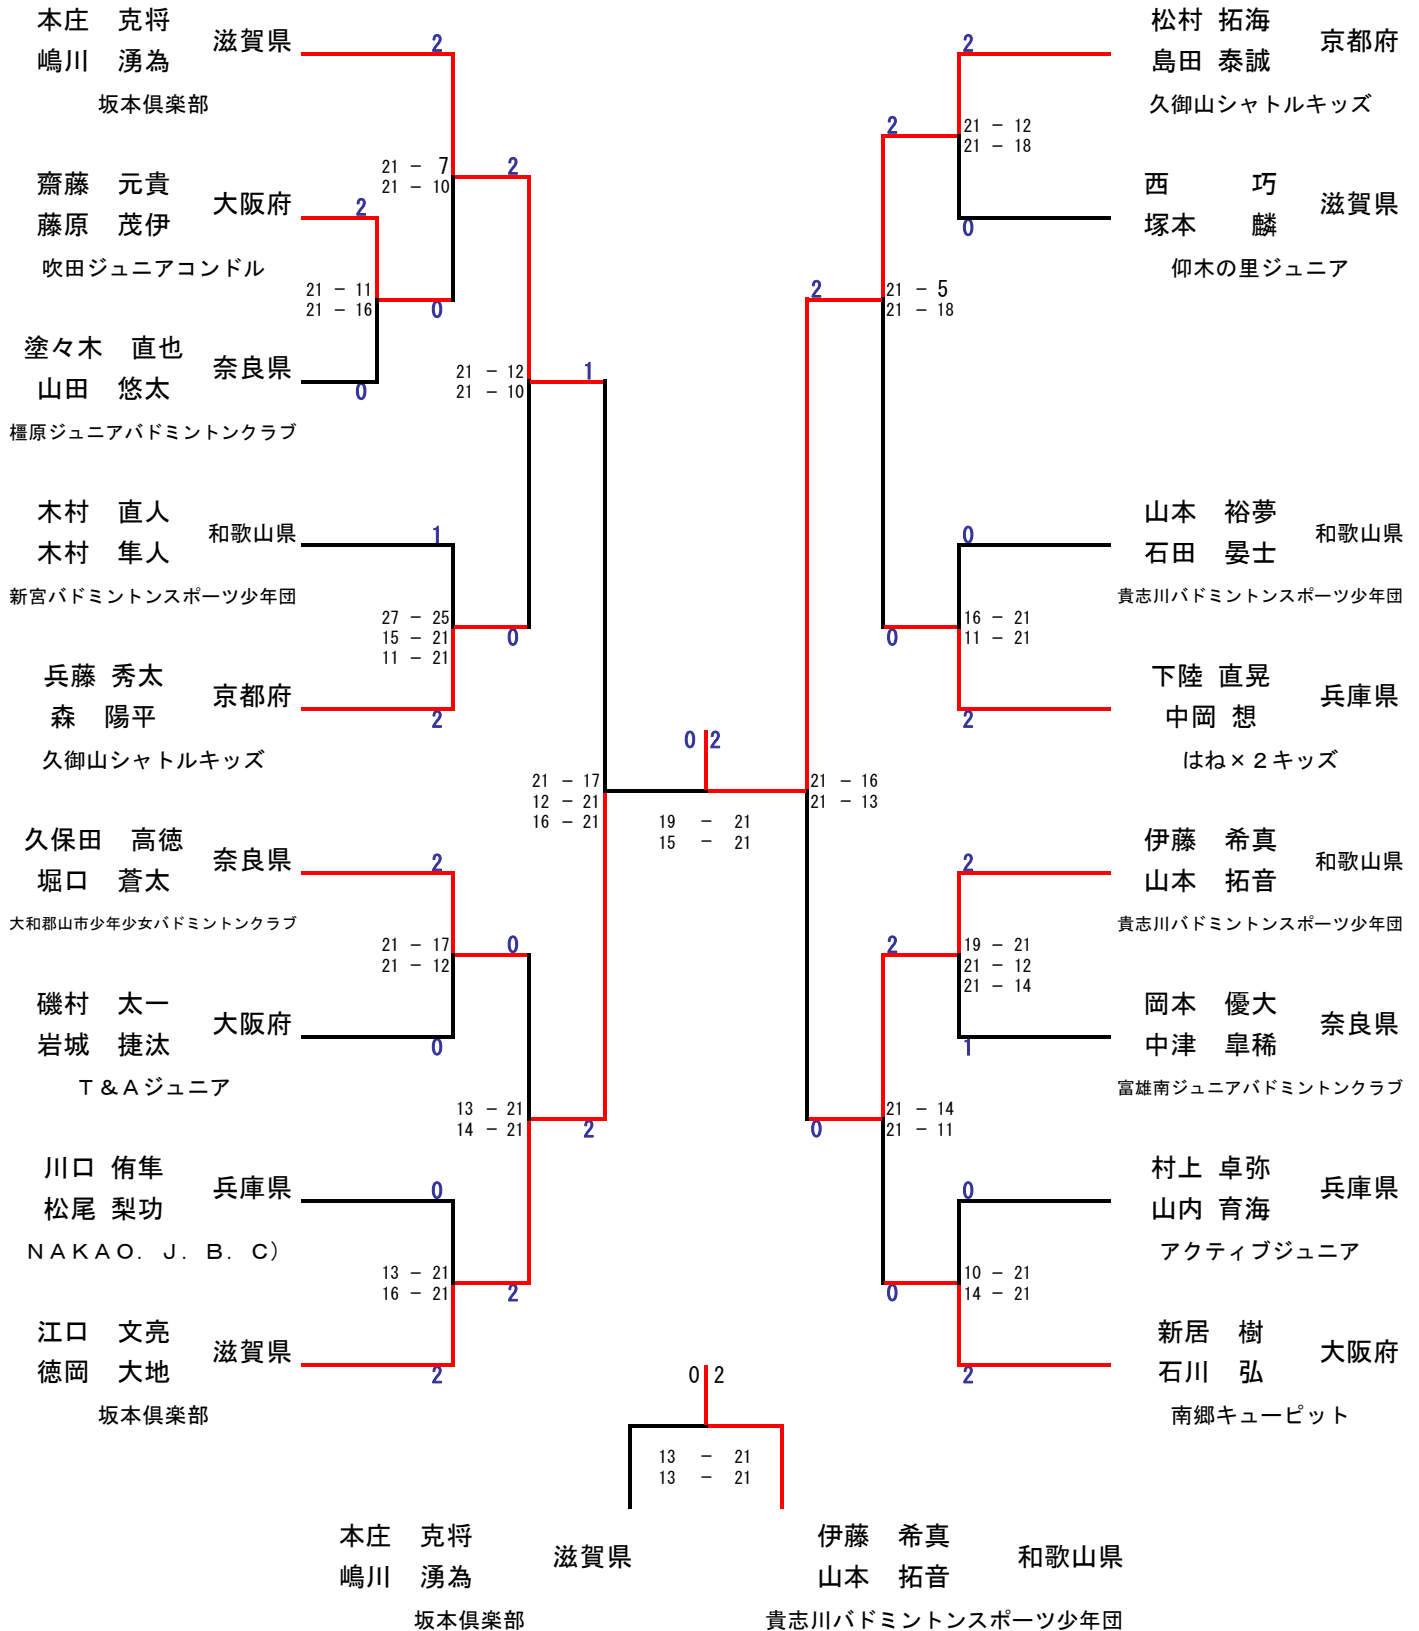 本庄　克将
嶋川　湧為
滋賀県
坂本倶楽部
2
齋藤　元貴
藤原　茂伊
大阪府
吹田ジュニアコンドル
2
塗々木　直也
山田　悠太
奈良県
橿原ジュニアバドミントンクラブ
0
21 － 11
21 － 16
0
21 － 7
21 － 10
2
木村　直人
木村　隼人
和歌山県
新宮バドミントンスポーツ少年団
1
兵藤 秀太
森　陽平
京都府
久御山シャトルキッズ
2
27 － 25
15 － 21
11 － 21
0
21 － 12
21 － 10
1
久保田　高徳
堀口　蒼太
奈良県
大和郡山市少年少女バドミントンクラブ
2
磯村　太一
岩城　捷汰
大阪府
Ｔ＆Ａジュニア
0
21 － 17
21 － 12
0
川口 侑隼
松尾 梨功
兵庫県
ＮＡＫＡＯ．Ｊ．Ｂ．Ｃ）
0
江口　文亮
徳岡　大地
滋賀県
坂本倶楽部
2
13 － 21
16 － 21
2
13 － 21
14 － 21
2
21 － 17
12 － 21
16 － 21
0 2
19 － 21
15 － 21
松村 拓海
島田 泰誠
京都府
久御山シャトルキッズ
2
西　　　巧
塚本　　麟
滋賀県
仰木の里ジュニア
0
21 － 12
21 － 18
2
山本　裕夢
石田　晏士
和歌山県
貴志川バドミントンスポーツ少年団
0
下陸 直晃
中岡 想
兵庫県
はね×２キッズ
2
16 － 21
11 － 21
0
21 － 5
21 － 18
2
伊藤　希真
山本　拓音
和歌山県
貴志川バドミントンスポーツ少年団
2
岡本　優大
中津　皐稀
奈良県
富雄南ジュニアバドミントンクラブ
1
19 － 21
21 － 12
21 － 14
2
村上 卓弥
山内 育海
兵庫県
アクティブジュニア
0
新居　樹
石川　弘
大阪府
南郷キューピット
2
10 － 21
14 － 21
0
21 － 14
21 － 11
0
21 － 16
21 － 13
0 2
13 － 21
13 － 21
本庄　克将
嶋川　湧為
滋賀県
坂本倶楽部
伊藤　希真
山本　拓音
和歌山県
貴志川バドミントンスポーツ少年団